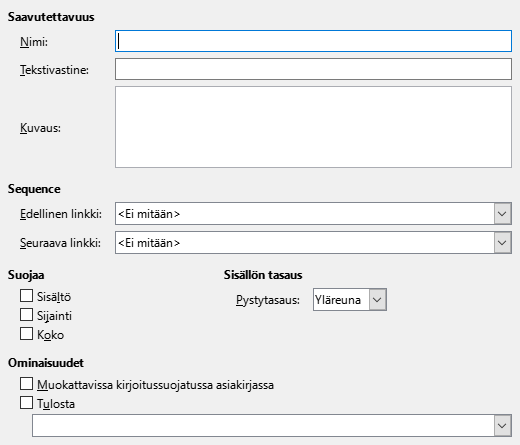 Saavutettavuus
Nimi:
Tekstivastine:
Kuvaus:
Sequence
Edellinen linkki: <Ei mitään>
Seuraava linkki: <Ei mitään>
Suojaa
Sisältö
Sijainti
Koko
Sisällön tasaus
Pystytasaus: Yläreuna
Ominaisuudet
Muokattavissa kirjoitussuojatussa asiakirjassa
Tulosta